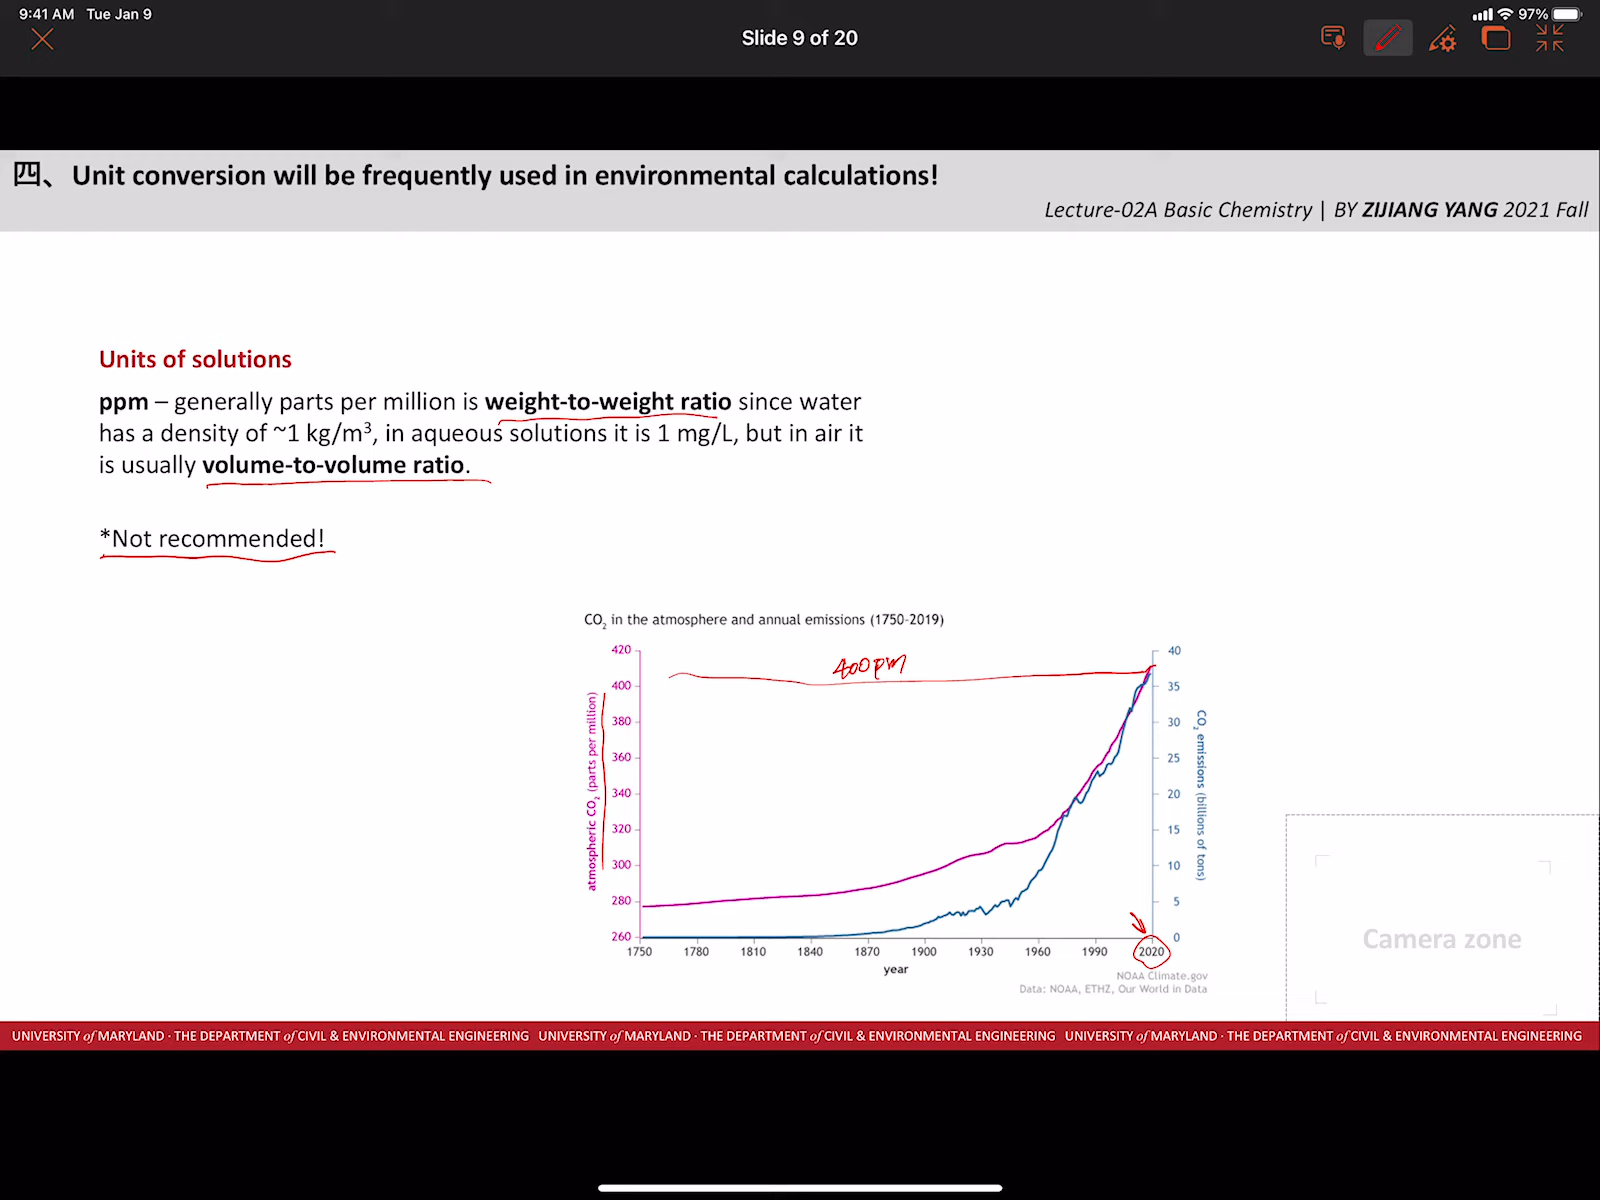 9:41 AM Tue Jan 9
97%
Slide 9 of 20
四、Unit conversion will be frequently used in environmental calculations!
Lecture-02A Basic Chemistry | BY ZIJIANG YANG 2021 Fall
Units of solutions
ppm – generally parts per million is weight-to-weight ratio since water
has a density of ~1 kg/m³, in aqueous solutions it is 1 mg/L, but in air it
is usually volume-to-volume ratio.
*Not recommended!
CO₂ in the atmosphere and annual emissions (1750-2019)
400 pm
atmospheric CO₂ (parts per million)
420
400
380
360
340
320
300
280
260
40
35
30
25
20
15
10
5
0
CO₂ emissions (billions of tons)
1750 1780 1810 1840 1870 1900 1930 1960 1990 2020
year
NOAA Climate.gov
Data: NOAA, ETHZ, Our World in Data
Camera zone
UNIVERSITY of MARYLAND · THE DEPARTMENT of CIVIL & ENVIRONMENTAL ENGINEERING UNIVERSITY of MARYLAND · THE DEPARTMENT of CIVIL & ENVIRONMENTAL ENGINEERING UNIVERSITY of MARYLAND · THE DEPARTMENT of CIVIL & ENVIRONMENTAL ENGINEERING